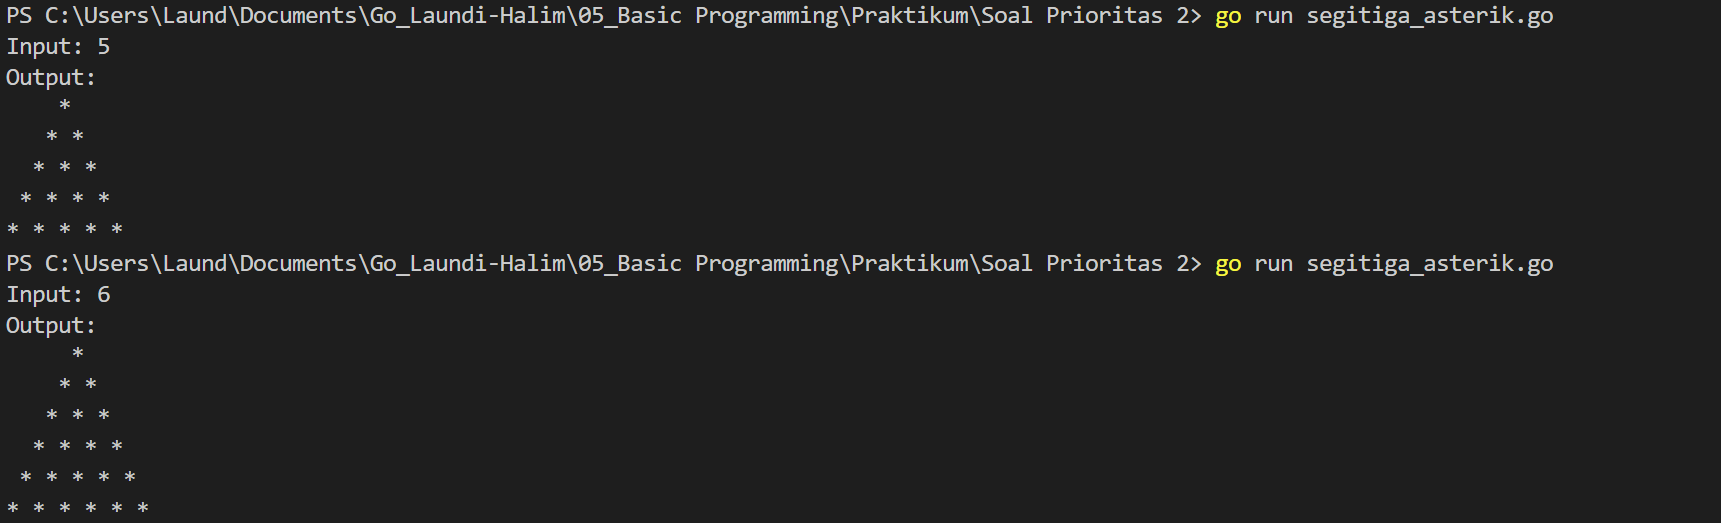 PS C:\Users\Laund\Documents\Go_Laundi-Halim\05_Basic Programming\Praktikum\Soal Prioritas 2> go run segitiga_asterik.go
Input: 5
Output:
    *
   * *
  * * *
 * * * *
* * * * *
PS C:\Users\Laund\Documents\Go_Laundi-Halim\05_Basic Programming\Praktikum\Soal Prioritas 2> go run segitiga_asterik.go
Input: 6
Output:
     *
    * *
   * * *
  * * * *
 * * * * *
* * * * * *